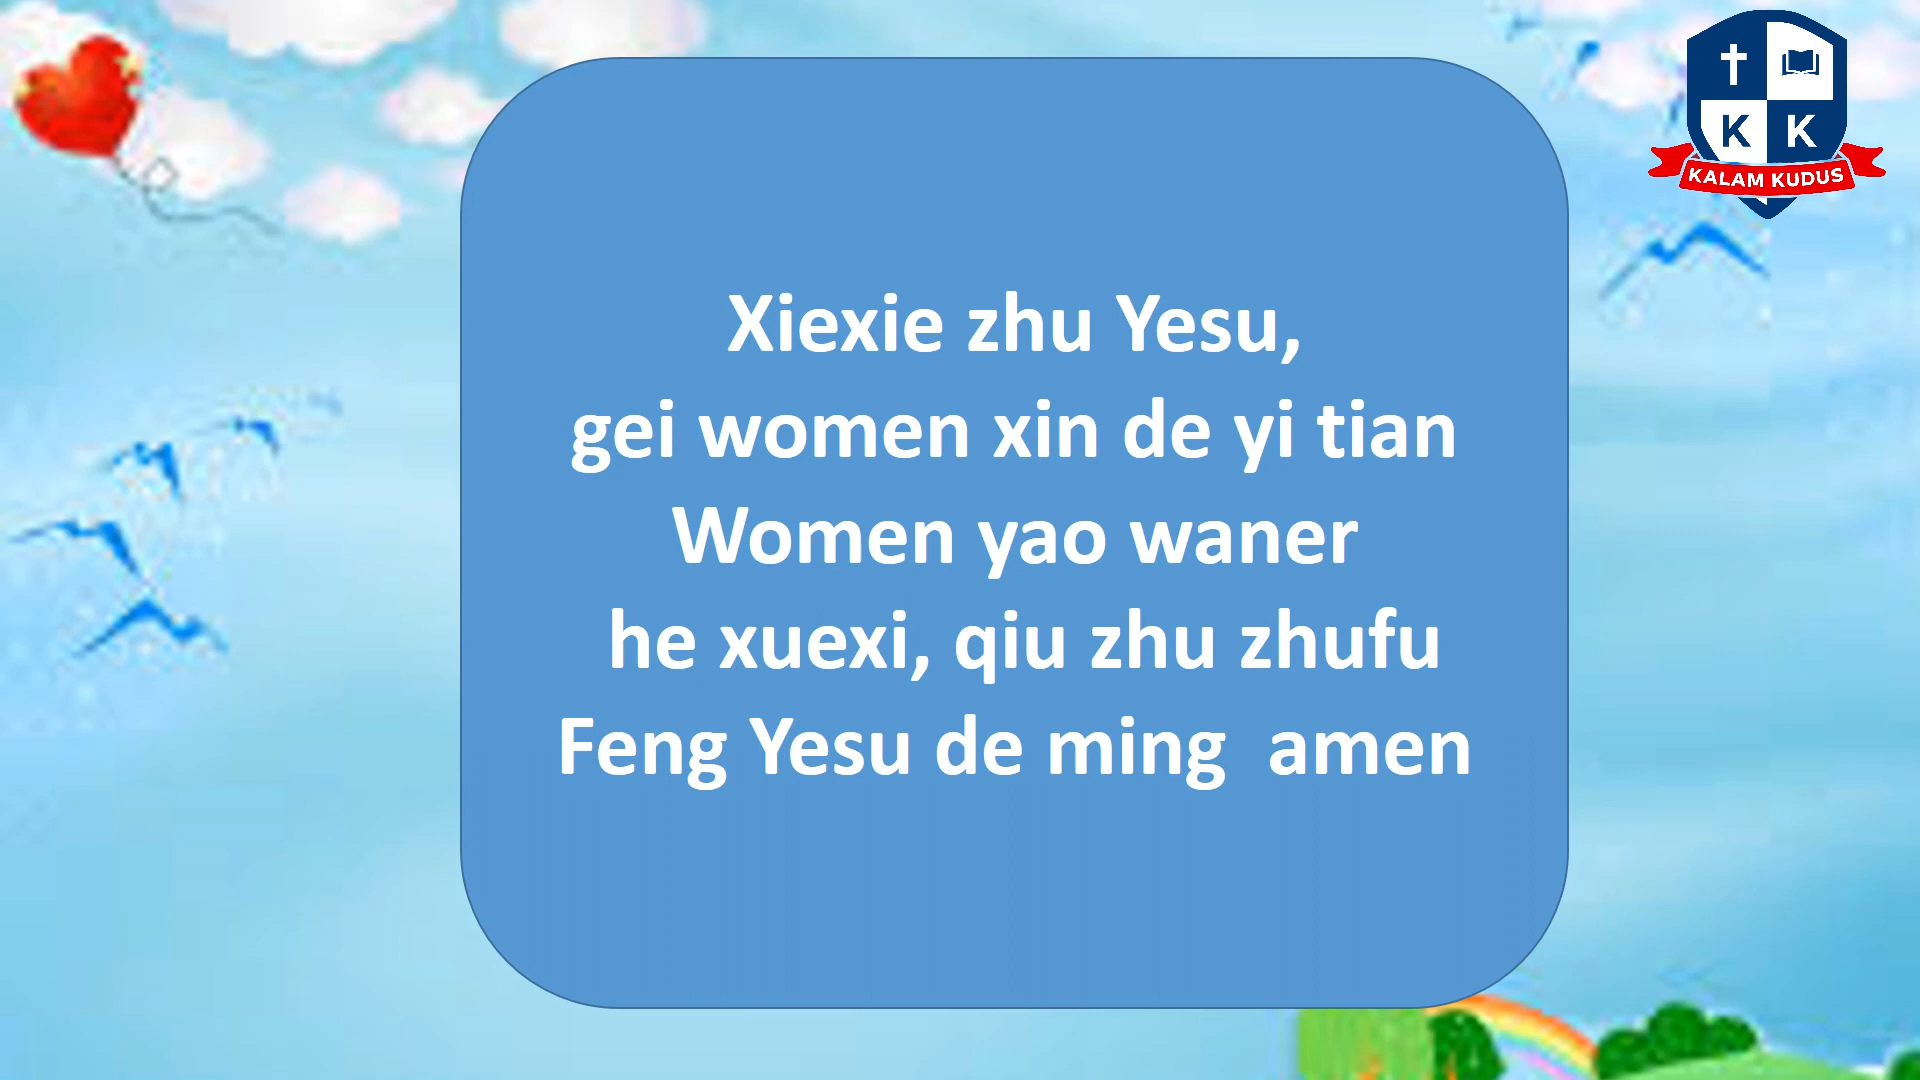 K K
KALAM KUDUS
Xiexie zhu Yesu,
gei women xin de yi tian
Women yao waner
he xuexi, qiu zhu zhufu
Feng Yesu de ming  amen